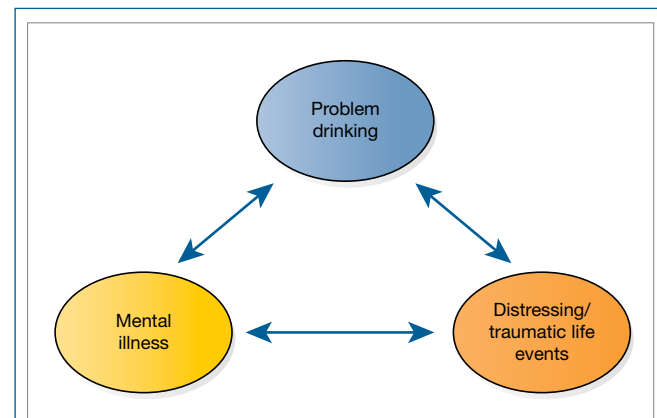 Problem
drinking
Mental
illness
Distressing/
traumatic life
events